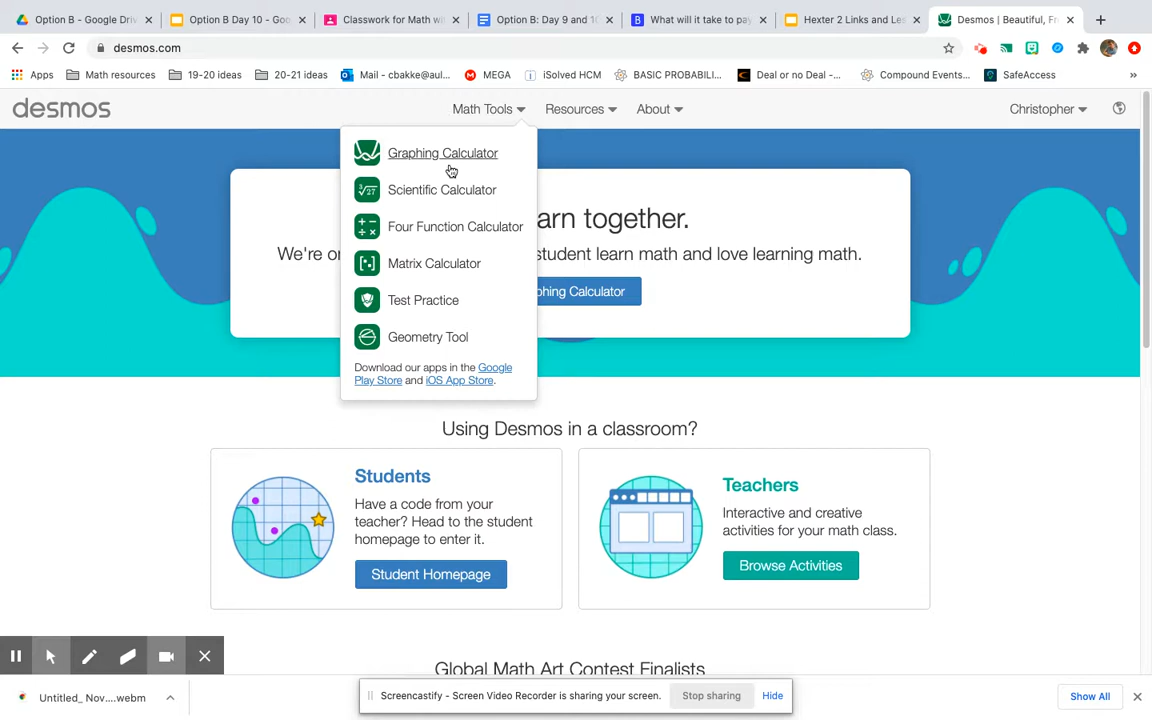 Option B - Google Driv
Option B Day 10 - Goo
Classwork for Math wi
Option B: Day 9 and 10
What will it take to pay
Hexter 2 Links and Les
Desmos | Beautiful, Fr
desmos.com
Apps
Math resources
19-20 ideas
20-21 ideas
Mail - cbakke@aul...
MEGA
iSolved HCM
BASIC PROBABILI...
Deal or no Deal -...
Compound Events...
SafeAccess
»
desmos
Math Tools
Resources
About
Christopher
Graphing Calculator
Scientific Calculator
Four Function Calculator
Matrix Calculator
Test Practice
Geometry Tool
Download our apps in the Google
Play Store and iOS App Store.
arn together.
We're on
student learn math and love learning math.
phing Calculator
Using Desmos in a classroom?
Students
Have a code from your
teacher? Head to the student
homepage to enter it.
Student Homepage
Teachers
Interactive and creative
activities for your math class.
Browse Activities
Global Math Art Contest Finalists
Untitled_ Nov....webm
Screencastify - Screen Video Recorder is sharing your screen.
Stop sharing
Hide
Show All